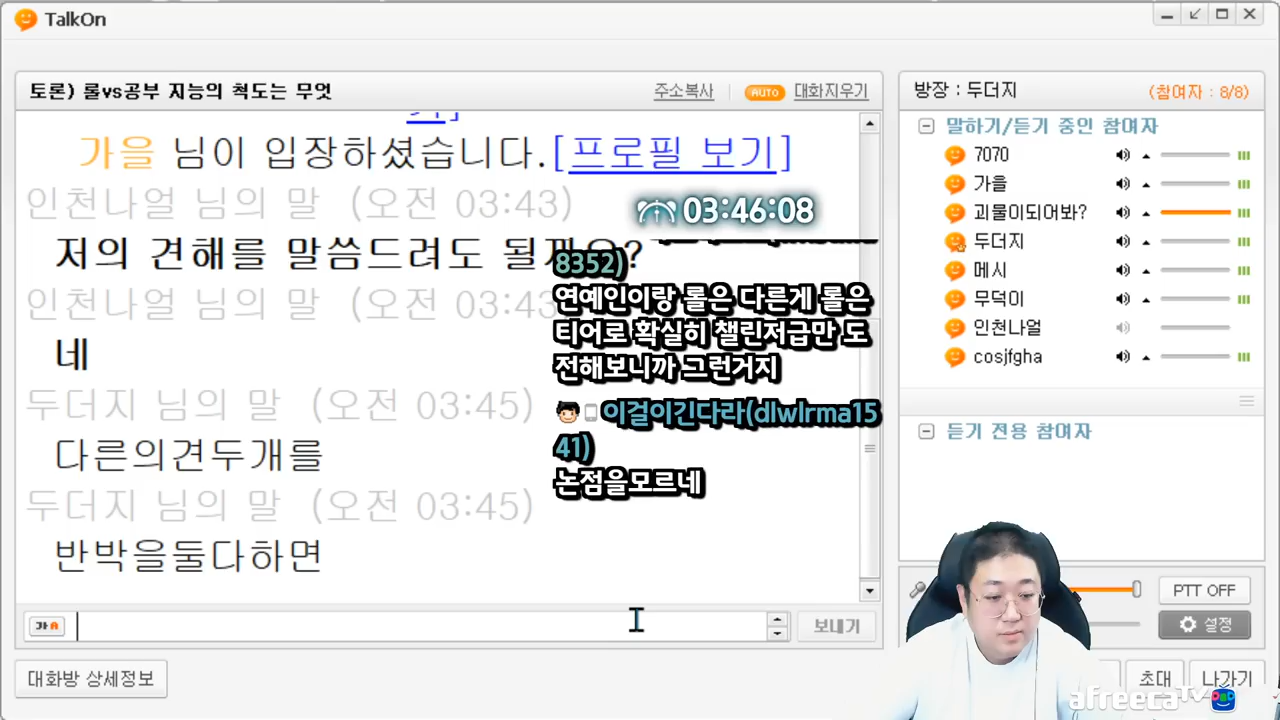 TalkOn
토론) 롤vs공부 지능의 척도는 무엇
주소복사
AUTO
대화지우기
가을 님이 입장하셨습니다.[프로필 보기]
인천나얼 님의 말 (오전 03:43)
저의 견해를 말씀드려도 될까요?
인천나얼 님의 말 (오전 03:43
네
두더지 님의 말 (오전 03:45)
다른의견두개를
두더지 님의 말 (오전 03:45)
반박을둘다하면
03:46:08
8352)
연예인이랑 롤은 다른게 롤은
티어로 확실히 챌린저급만 도
전해보니까 그런거지
이걸이긴다라(dlwlrma15
41)
논점을모르네
가A
보내기
대화방 상세정보
방장 : 두더지
(참여자 : 8/8)
말하기/듣기 중인 참여자
7070
가을
괴물이되어봐?
두더지
메시
무덕이
인천나얼
cosjfgha
듣기 전용 참여자
PTT OFF
설정
초대
나가기
afreecaTV